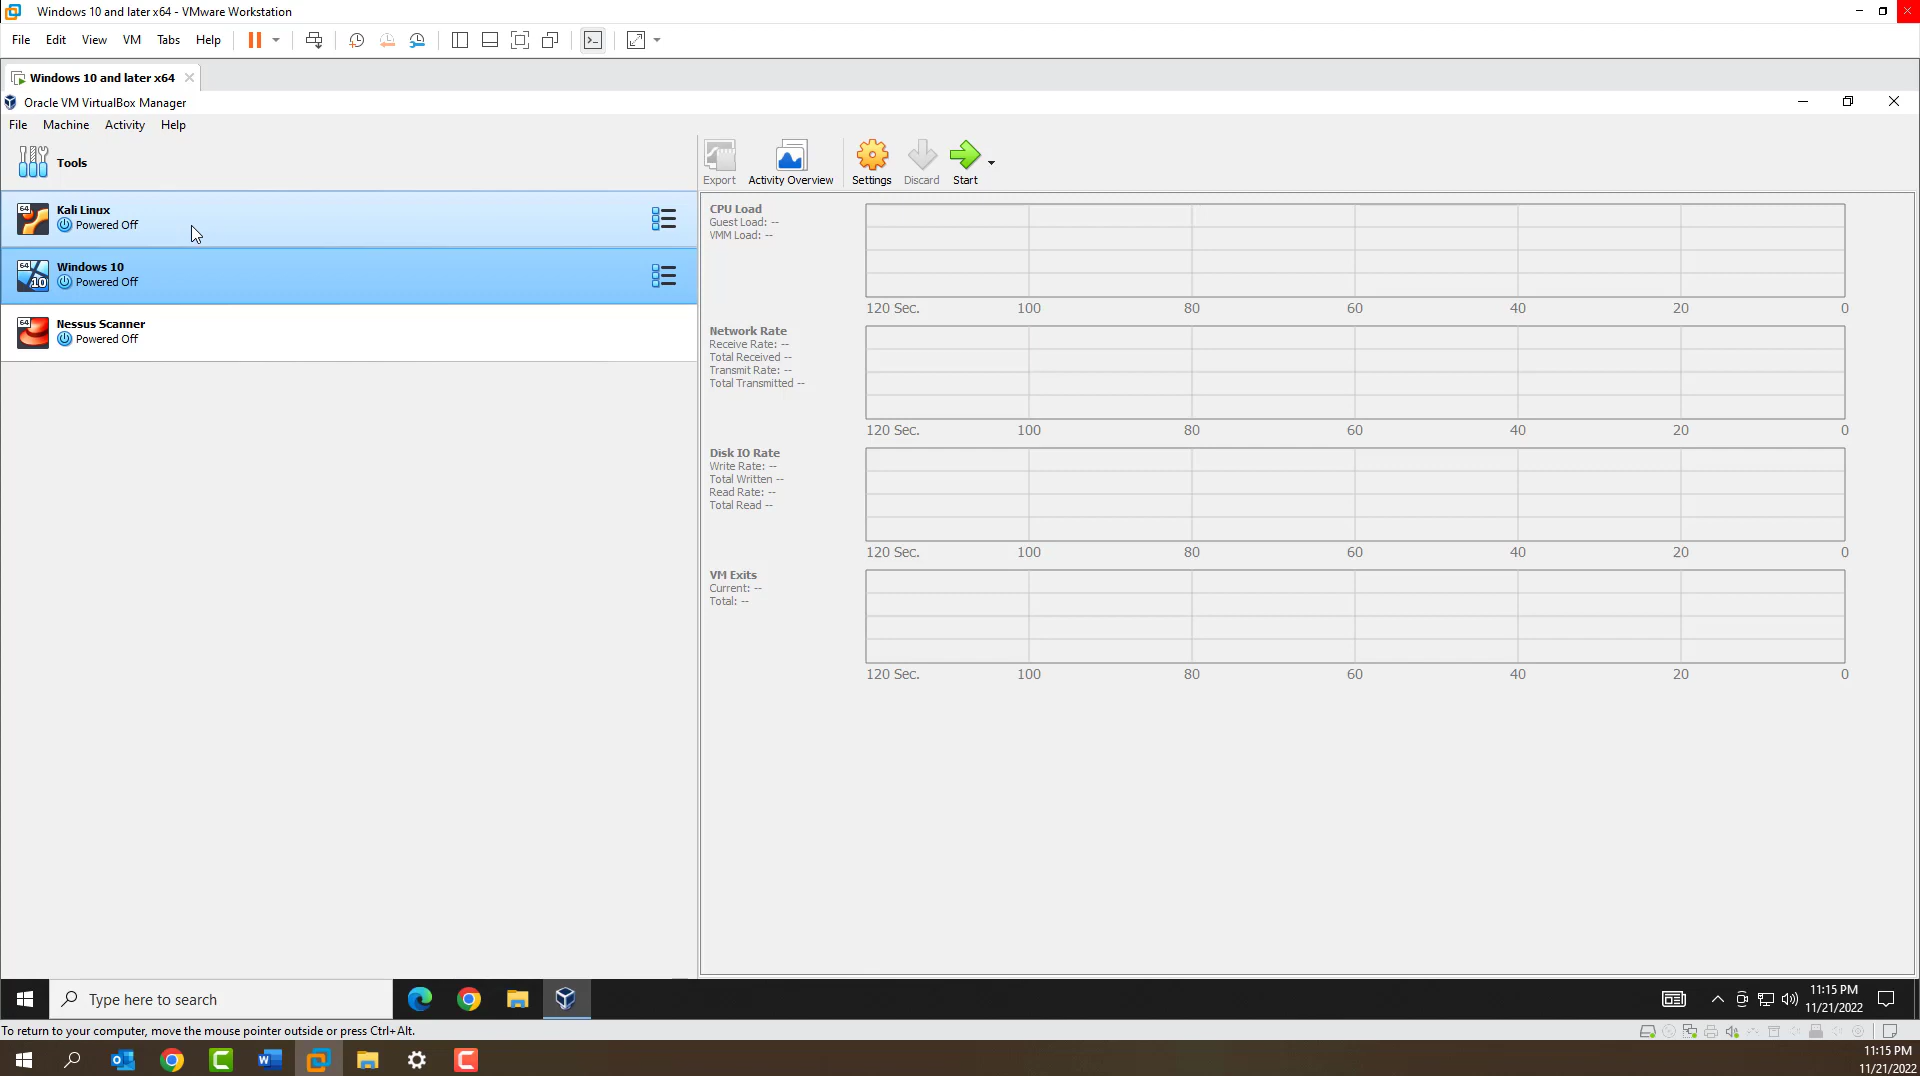 Windows 10 and later x64 - VMware Workstation
File Edit View VM Tabs Help
Windows 10 and later x64
Oracle VM VirtualBox Manager
File Machine Activity Help
Tools
Export Activity Overview Settings Discard Start
64 Kali Linux
Powered Off
64 10 Windows 10
Powered Off
64 Nessus Scanner
Powered Off
CPU Load
Guest Load: --
VMM Load: --
120 Sec. 100 80 60 40 20 0
Network Rate
Receive Rate: --
Total Received --
Transmit Rate: --
Total Transmitted --
120 Sec. 100 80 60 40 20 0
Disk IO Rate
Write Rate: --
Total Written --
Read Rate: --
Total Read --
120 Sec. 100 80 60 40 20 0
VM Exits
Current: --
Total: --
120 Sec. 100 80 60 40 20 0
Type here to search
11:15 PM
11/21/2022
To return to your computer, move the mouse pointer outside or press Ctrl+Alt.
11:15 PM
11/21/2022